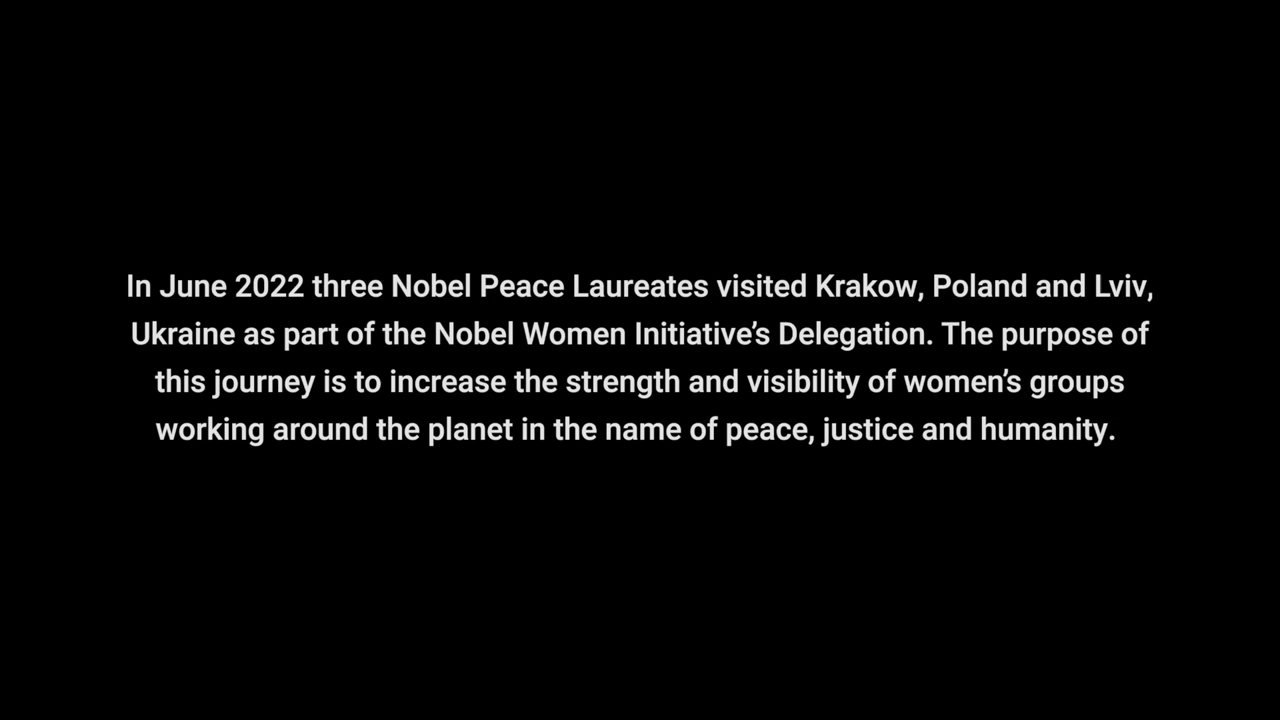 In June 2022 three Nobel Peace Laureates visited Krakow, Poland and Lviv,
Ukraine as part of the Nobel Women Initiative’s Delegation. The purpose of
this journey is to increase the strength and visibility of women’s groups
working around the planet in the name of peace, justice and humanity.